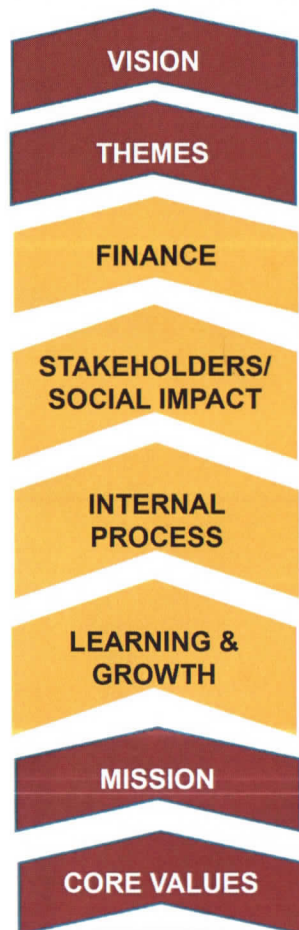 VISION
THEMES
FINANCE
STAKEHOLDERS/
SOCIAL IMPACT
INTERNAL
PROCESS
LEARNING &
GROWTH
MISSION
CORE VALUES